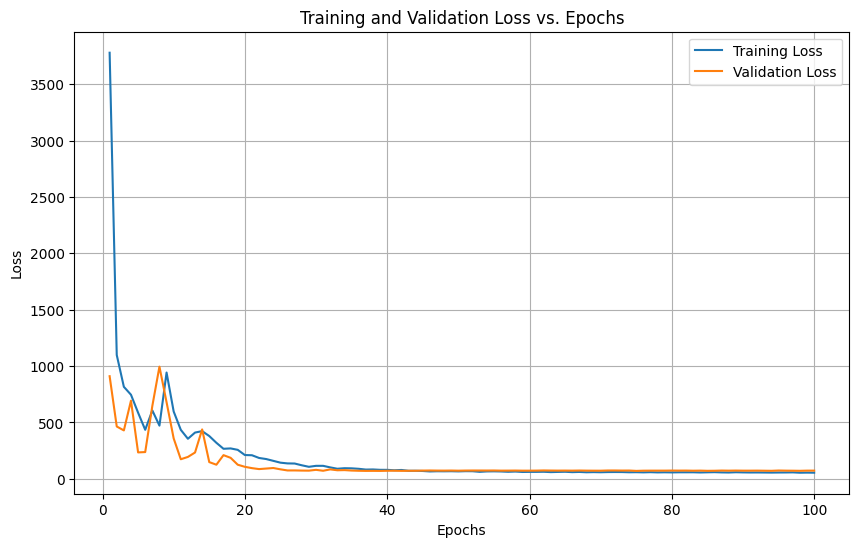 Training and Validation Loss vs. Epochs
Training Loss
Validation Loss
3500
3000
2500
2000
1500
1000
500
0
Loss
0 20 40 60 80 100
Epochs